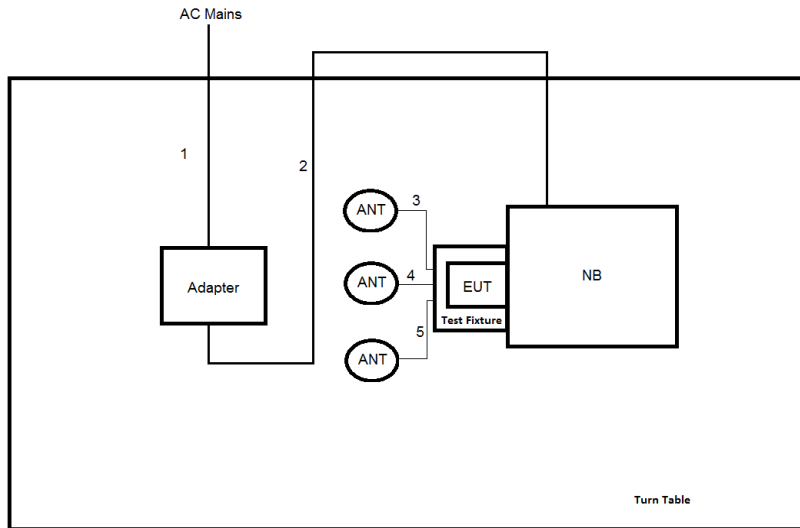 AC Mains
1
2
3
ANT
4
ANT
5
ANT
Adapter
EUT
Test Fixture
NB
Turn Table